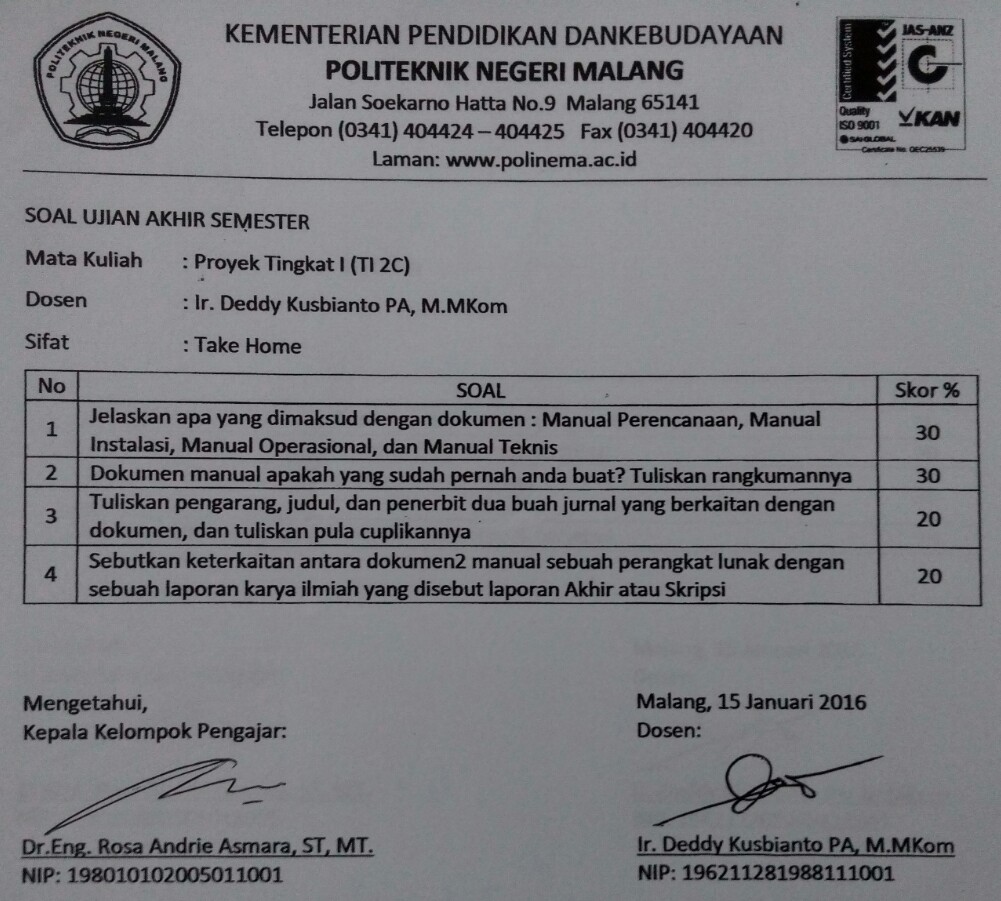 POLITEKNIK NEGERI MALANG
KEMENTERIAN PENDIDIKAN DANKEBUDAYAAN
POLITEKNIK NEGERI MALANG
Jalan Soekarno Hatta No.9 Malang 65141
Telepon (0341) 404424 – 404425 Fax (0341) 404420
Laman: www.polinema.ac.id
Certified System
JAS-ANZ
Quality
ISO 9001
KAN
SAI GLOBAL
Certificate No: QEC25539
SOAL UJIAN AKHIR SEMESTER
Mata Kuliah : Proyek Tingkat I (TI 2C)
Dosen : Ir. Deddy Kusbianto PA, M.MKom
Sifat : Take Home
No SOAL Skor %
1 Jelaskan apa yang dimaksud dengan dokumen : Manual Perencanaan, Manual
Instalasi, Manual Operasional, dan Manual Teknis 30
2 Dokumen manual apakah yang sudah pernah anda buat? Tuliskan rangkumannya 30
3 Tuliskan pengarang, judul, dan penerbit dua buah jurnal yang berkaitan dengan
dokumen, dan tuliskan pula cuplikannya 20
4 Sebutkan keterkaitan antara dokumen2 manual sebuah perangkat lunak dengan
sebuah laporan karya ilmiah yang disebut laporan Akhir atau Skripsi 20
Mengetahui,
Kepala Kelompok Pengajar:
Dr.Eng. Rosa Andrie Asmara, ST, MT.
NIP: 198010102005011001
Malang, 15 Januari 2016
Dosen:
Ir. Deddy Kusbianto PA, M.MKom
NIP: 196211281988111001